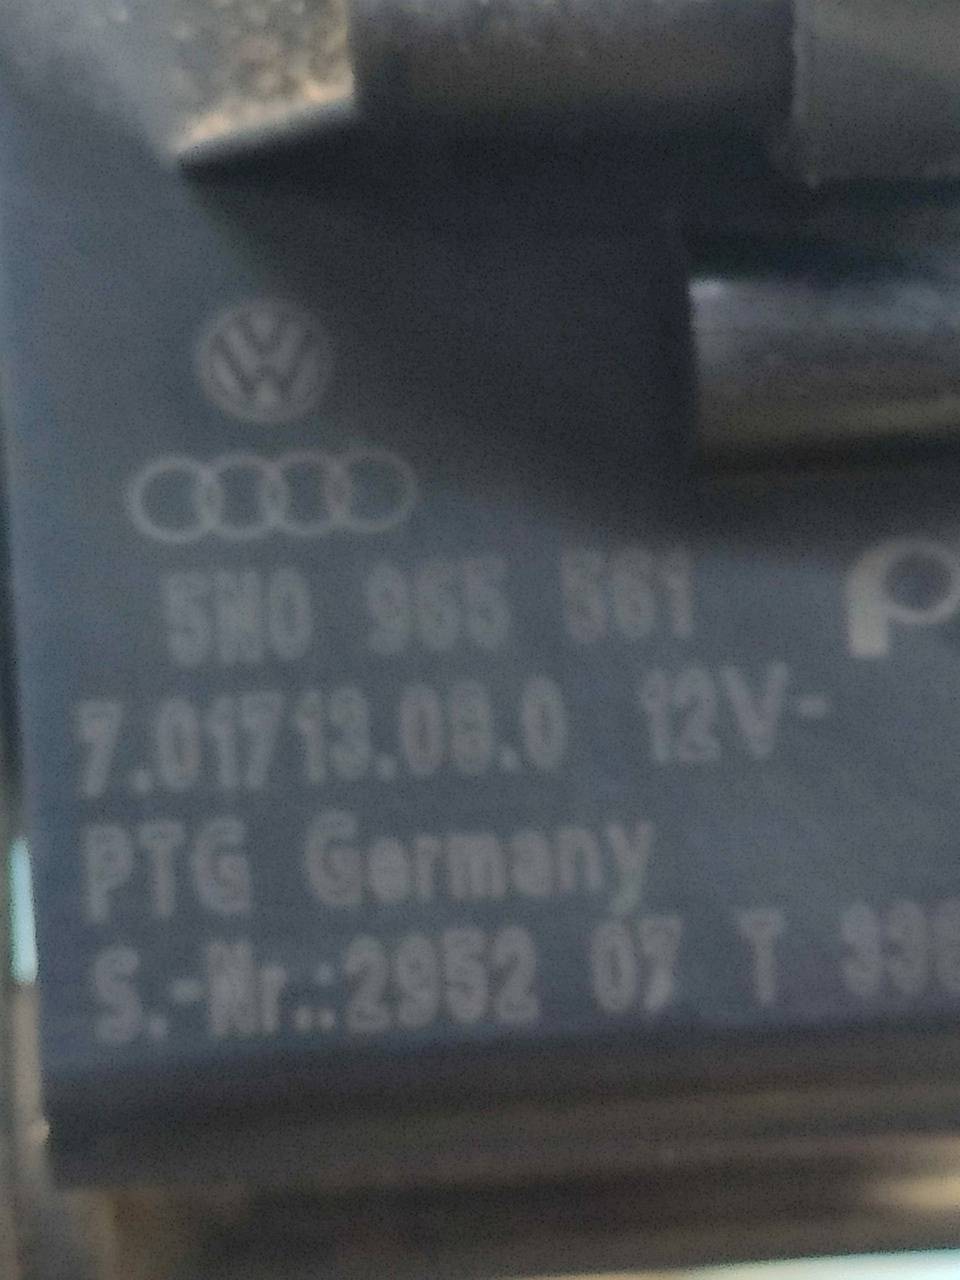 5N0 965 561
7.01713.08.0 12V-
PTG Germany
S.-Nr.:2952 07 T